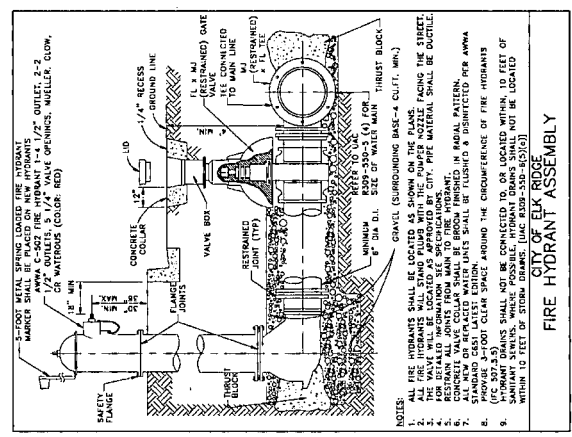 5-FOOT METAL SPRING LOADED FIRE HYDRANT
MARKER SHALL BE PLACED ON NEW HYDRANTS
AWWA C-502 FIRE HYDRANT 1-4 1/2" OUTLET, 2-2
1/2" OUTLETS, 5 1/4" VALVE OPENINGS, MUELLER, CLOW,
OR WATEROUS (COLOR: RED)
SAFETY
FLANGE
18" MIN
30" MIN.
36" MAX.
FLANGE
JOINTS
THRUST
BLOCK
CONCRETE
COLLAR
12"
LID
VALVE BOX
1/4" RECESS
GROUND LINE
4' MIN.
FL x MJ
(RESTRAINED) GATE
VALVE
TEE CONNECTED
TO MAIN LINE
MJ
(RESTRAINED)
x FL TEE
RESTRAINED
JOINT (TYP)
MINIMUM
6" DIA D.I.
REFER TO UAC
R309-550-5 (4) FOR
SIZE OF WATER MAIN
THRUST BLOCK
GRAVEL (SURROUNDING BASE-4 CU.FT. MIN.)
NOTES:
1. ALL FIRE HYDRANTS SHALL BE LOCATED AS SHOWN ON THE PLANS.
2. ALL FIRE HYDRANTS WILL STAND PLUMB WITH THE PUMPER NOZZLE FACING THE STREET.
3. THE VALVE WILL BE LOCATED AS APPROVED BY CITY. PIPE MATERIAL SHALL BE DUCTILE.
4. FOR DETAILED INFORMATION SEE SPECIFICATIONS.
5. RESTRAIN ALL JOINTS FROM MAIN TO FIRE HYDRANT.
6. CONCRETE VALVE COLLAR SHALL BE BROOM FINISHED IN RADIAL PATTERN.
7. ALL NEW OR REPLACED WATER LINES SHALL BE FLUSHED & DISINFECTED PER AWWA
STANDARD C651 LATEST EDITION.
8. PROVIDE 3-FOOT CLEAR SPACE AROUND THE CIRCUMFERENCE OF FIRE HYDRANTS
(IFC 507.5.5)
9. HYDRANT DRAINS SHALL NOT BE CONNECTED TO, OR LOCATED WITHIN, 10 FEET OF
SANITARY SEWERS. WHERE POSSIBLE, HYDRANT DRAINS SHALL NOT BE LOCATED
WITHIN 10 FEET OF STORM DRAINS. [UAC R309-550-6(5)(c)]
CITY OF ELK RIDGE
FIRE HYDRANT ASSEMBLY